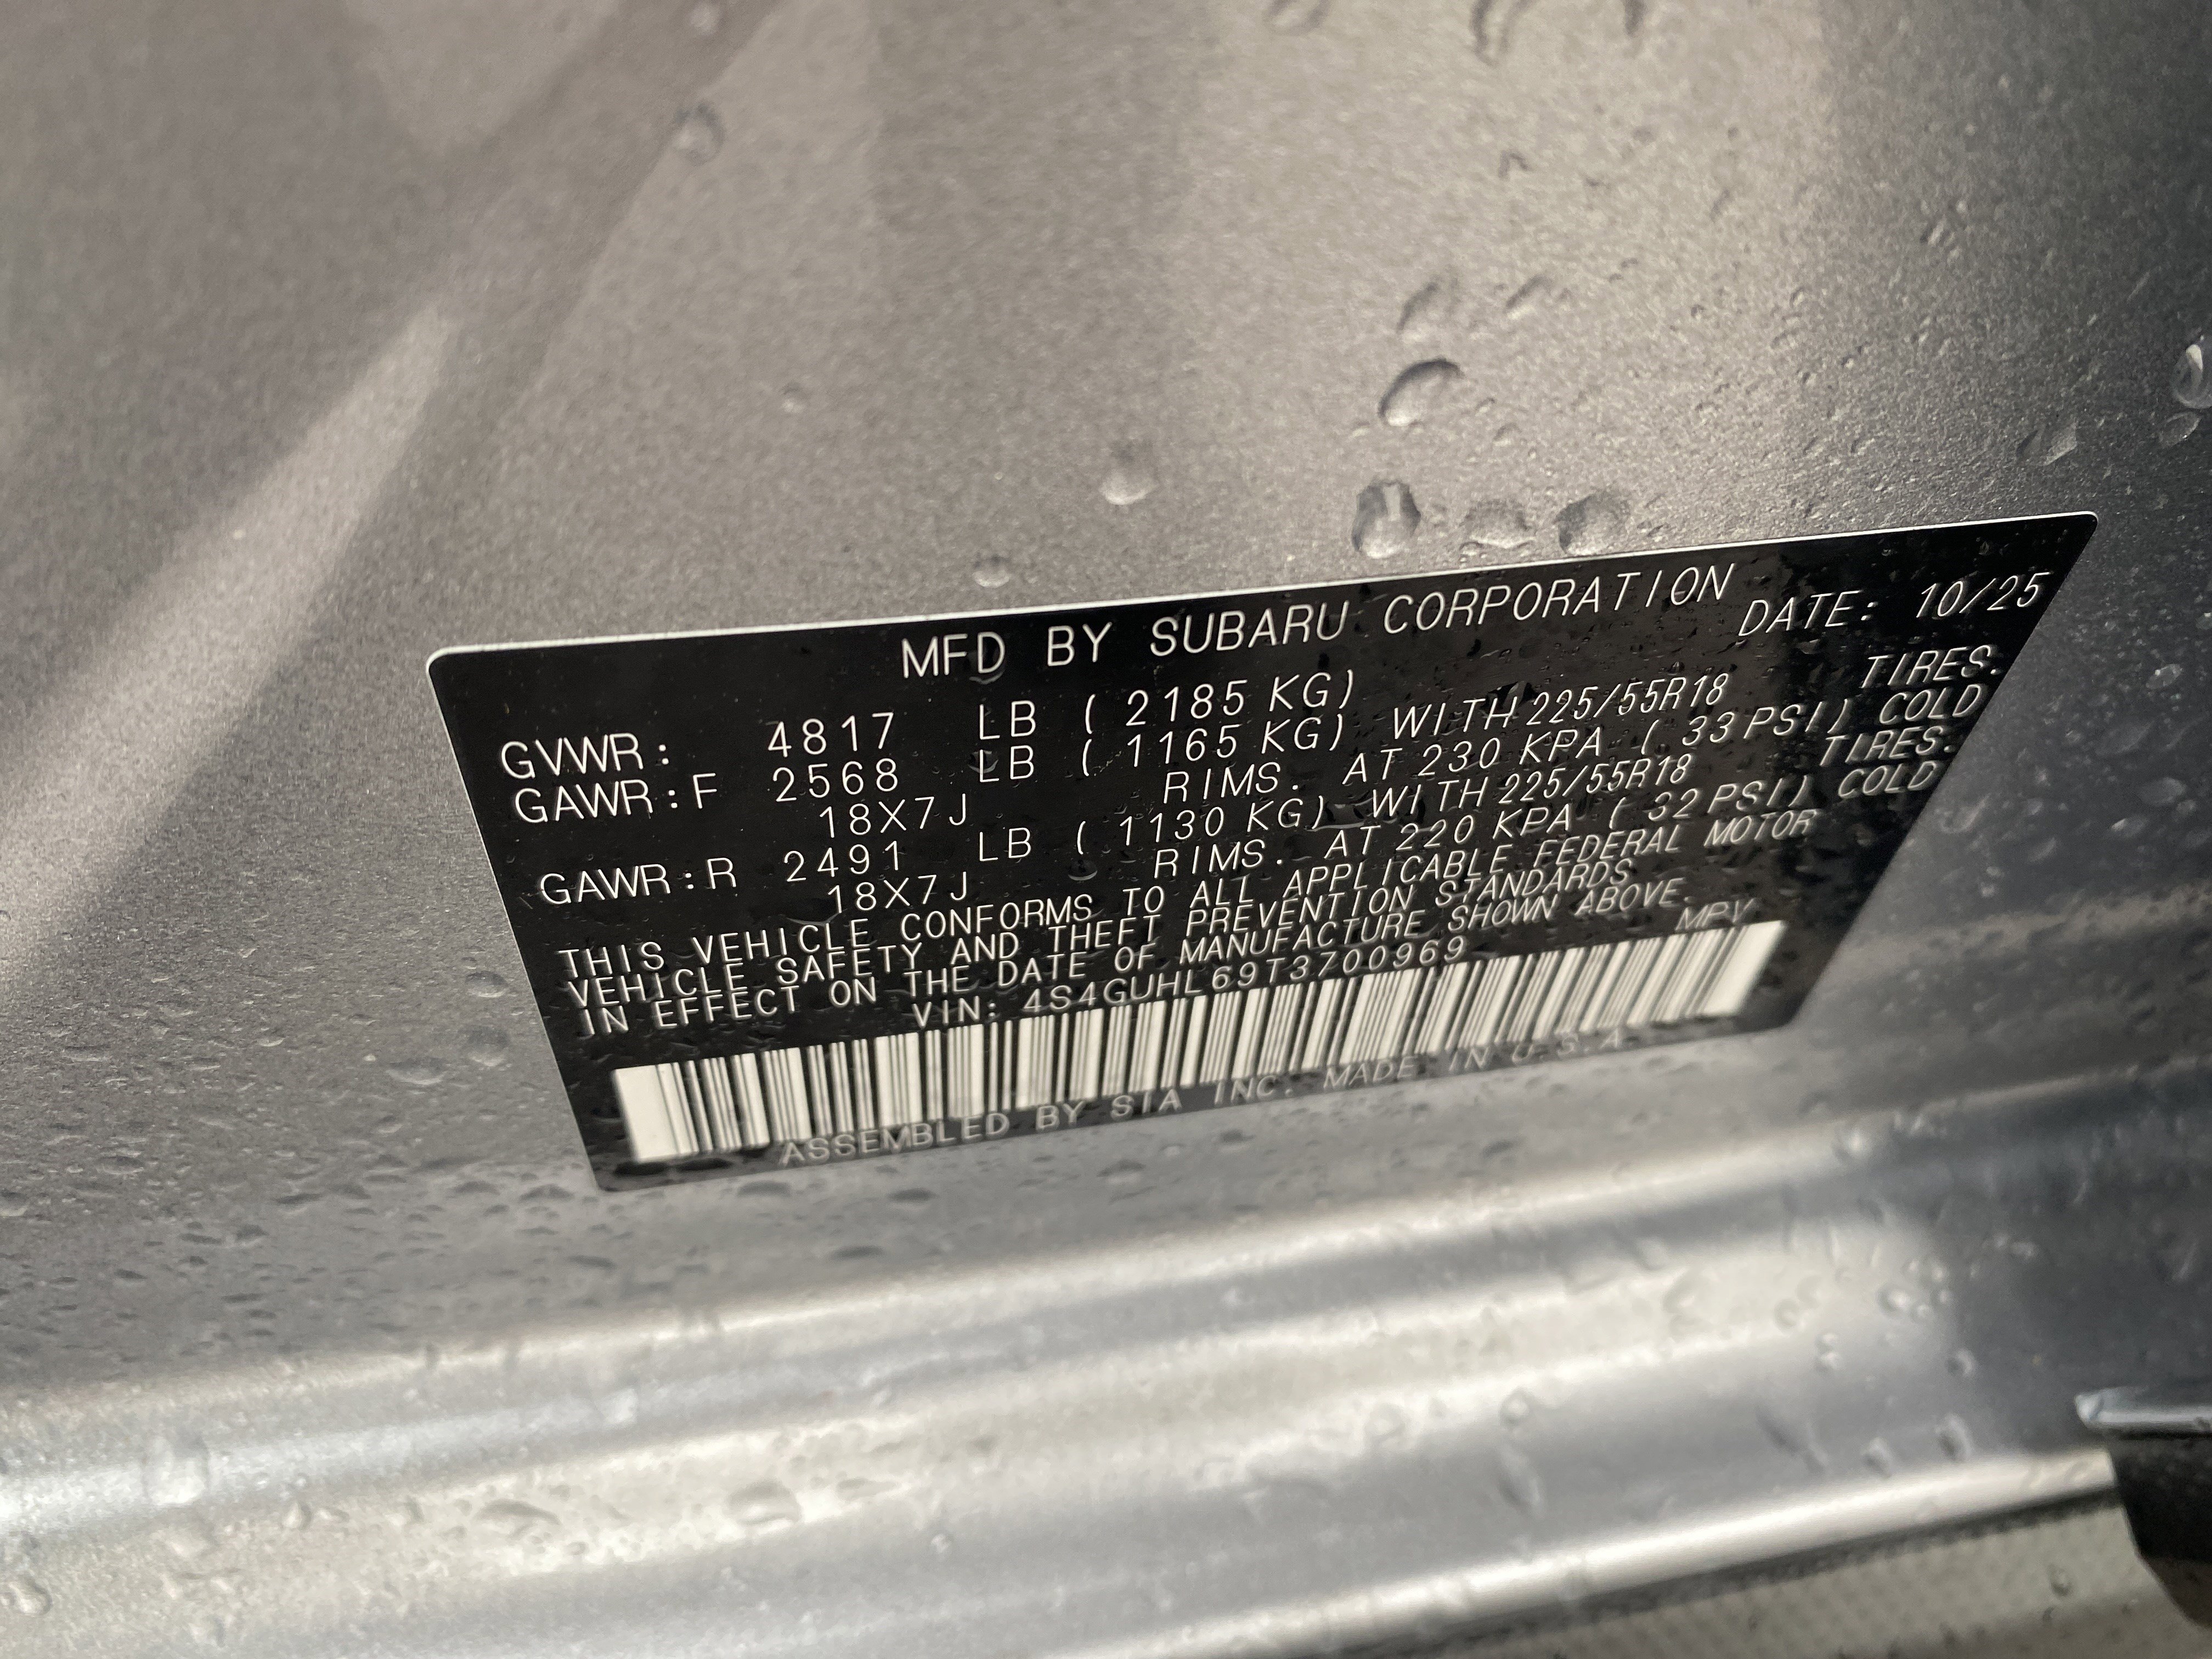 MFD BY SUBARU CORPORATION
DATE: 10/25
GVWR: 4817 LB ( 2185 KG)
GAWR:F 2568 LB ( 1165 KG) WITH 225/55R18 TIRES.
18X7J RIMS. AT 230 KPA ( 33 PSI) COLD
GAWR:R 2491 LB ( 1130 KG) WITH 225/55R18 TIRES.
18X7J RIMS. AT 220 KPA ( 32 PSI) COLD
THIS VEHICLE CONFORMS TO ALL APPLICABLE FEDERAL MOTOR
VEHICLE SAFETY AND THEFT PREVENTION STANDARDS
IN EFFECT ON THE DATE OF MANUFACTURE SHOWN ABOVE.
VIN: 4S4GUHL69T3700969 MPV
ASSEMBLED BY SIA INC. MADE IN U.S.A.